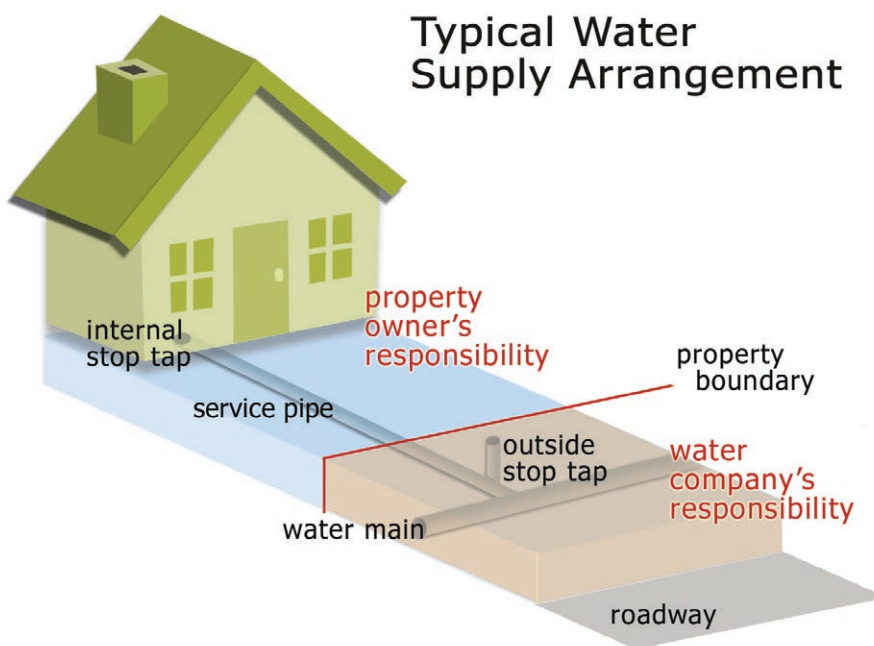 Typical Water
Supply Arrangement
property
owner's
responsibility
internal
stop tap
property
boundary
service pipe
outside
stop tap
water
company's
responsibility
water main
roadway